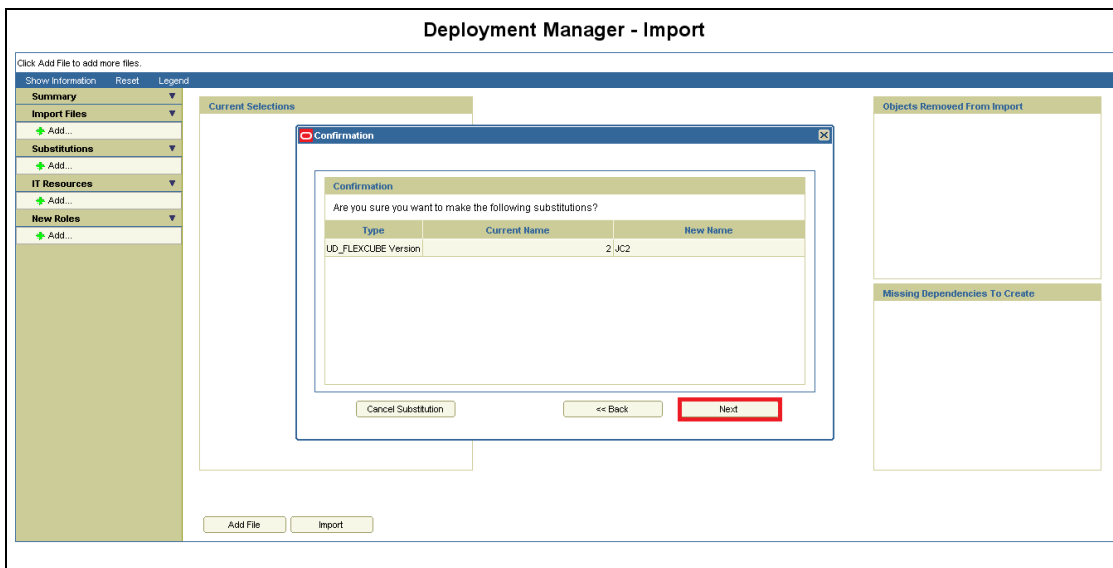 Deployment Manager - Import
Click Add File to add more files.
Show Information Reset Legend
Summary
Import Files
Add...
Substitutions
Add...
IT Resources
Add...
New Roles
Add...
Current Selections
Objects Removed From Import
Missing Dependencies To Create
Confirmation
Confirmation
Are you sure you want to make the following substitutions?
Type Current Name New Name
UD_FLEXCUBE Version 2 JC2
Cancel Substitution << Back Next
Add File Import